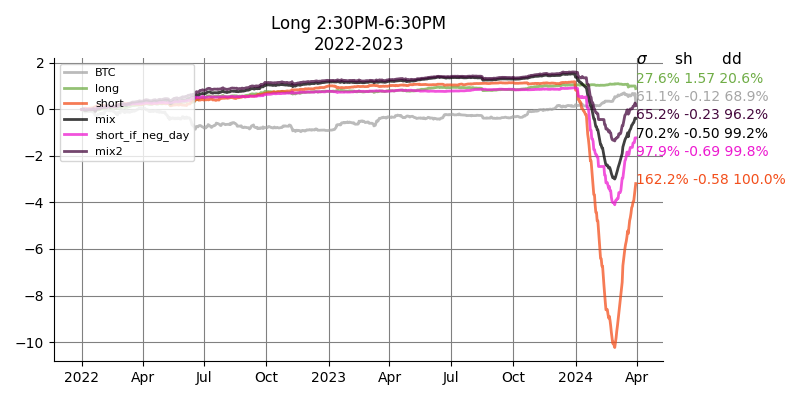 Long 2:30PM-6:30PM
2022-2023
σ sh dd
27.6% 1.57 20.6%
61.1% -0.12 68.9%
65.2% -0.23 96.2%
70.2% -0.50 99.2%
97.9% -0.69 99.8%
162.2% -0.58 100.0%
BTC
long
short
mix
short_if_neg_day
mix2
2
0
−2
−4
−6
−8
−10
2022 Apr Jul Oct 2023 Apr Jul Oct 2024 Apr